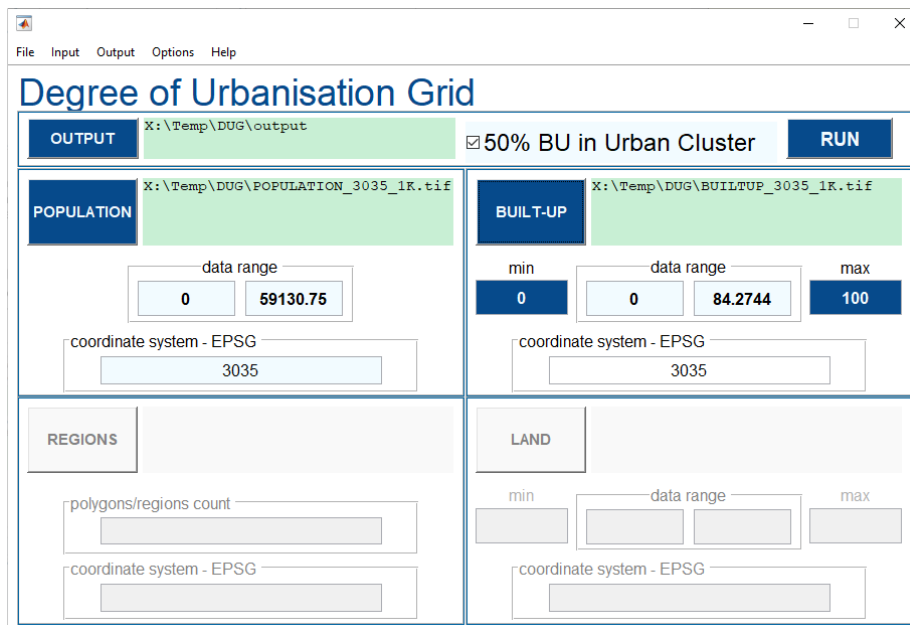 File Input Output Options Help
Degree of Urbanisation Grid
OUTPUT
X:\Temp\DUG\output
50% BU in Urban Cluster
RUN
POPULATION
X:\Temp\DUG\POPULATION_3035_1K.tif
data range
0 59130.75
coordinate system - EPSG
3035
BUILT-UP
X:\Temp\DUG\BUILTUP_3035_1K.tif
min data range max
0 0 84.2744 100
coordinate system - EPSG
3035
REGIONS
polygons/regions count
coordinate system - EPSG
LAND
min data range max
coordinate system - EPSG